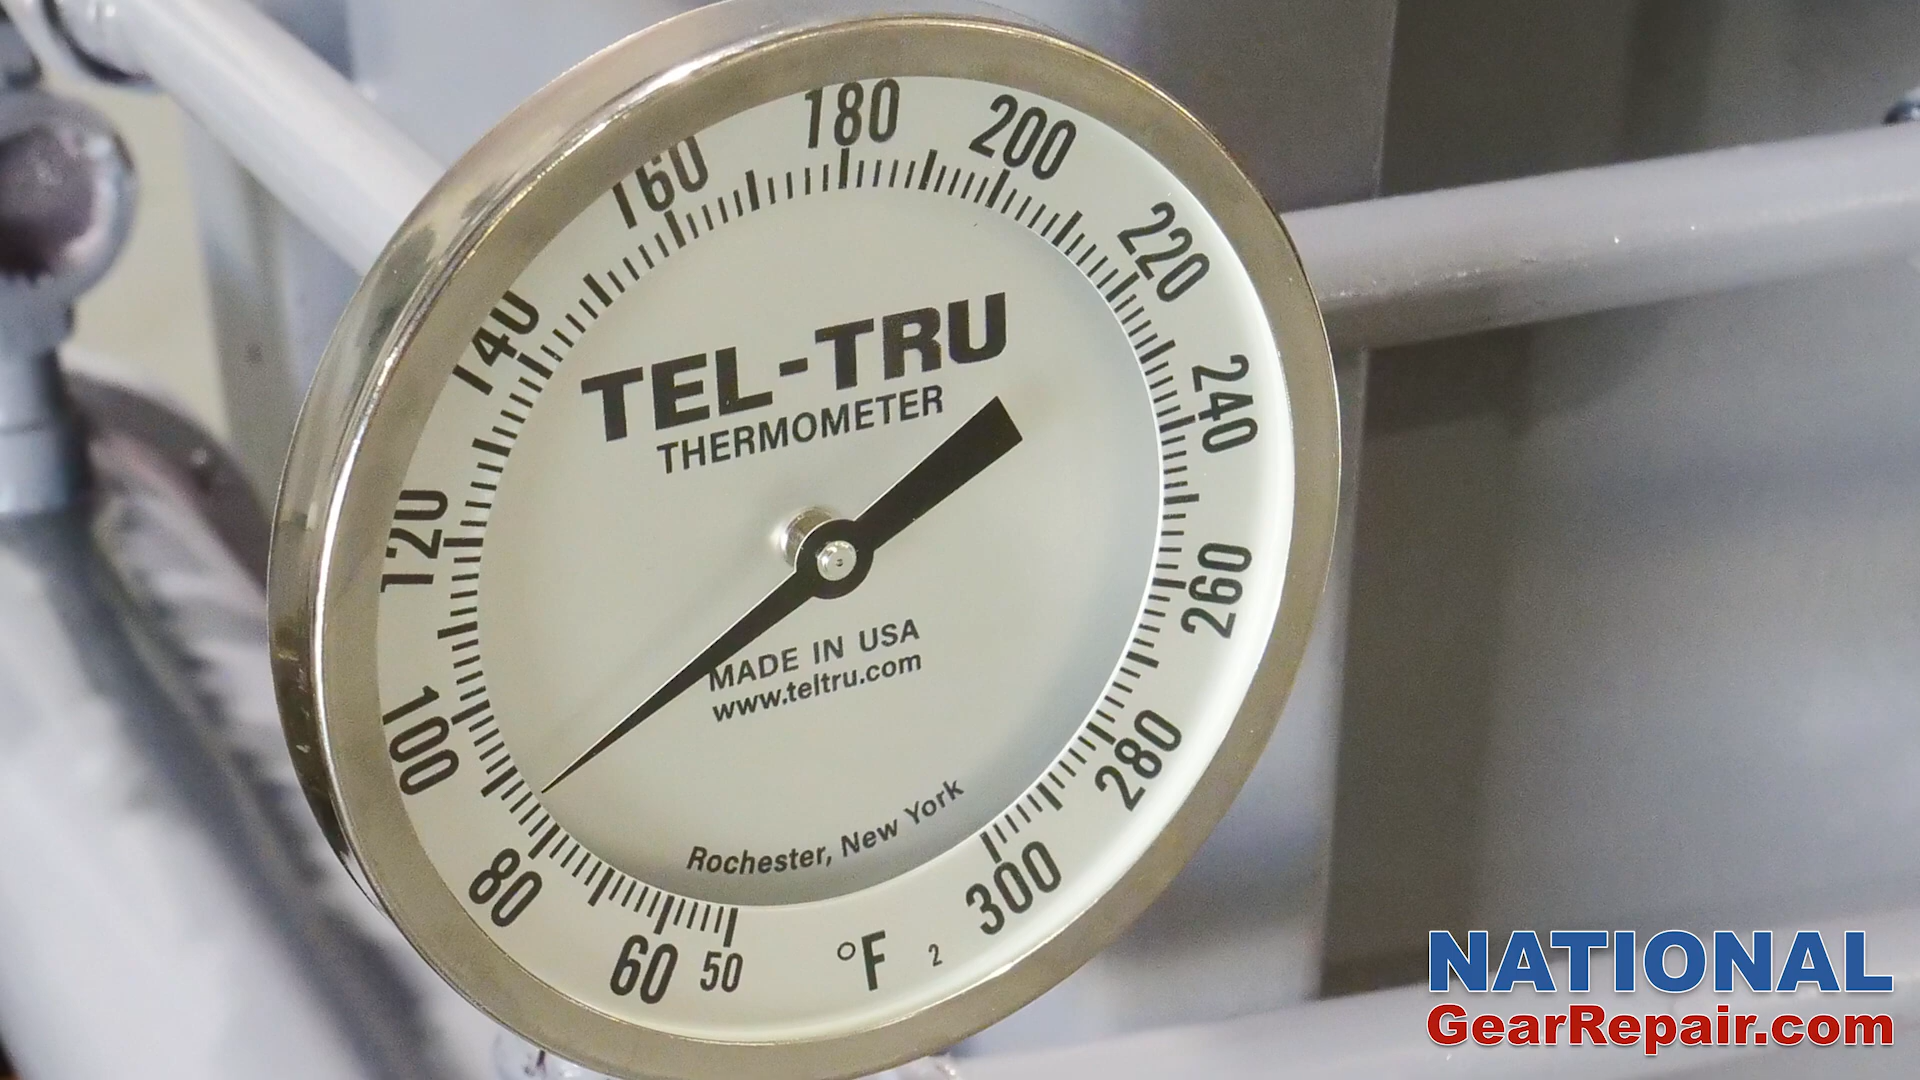 180
200
160
220
140
TEL-TRU
THERMOMETER
240
120
260
MADE IN USA
www.teltru.com
100
280
Rochester, New York
80
300
60
50
°F
2
NATIONAL
GearRepair.com